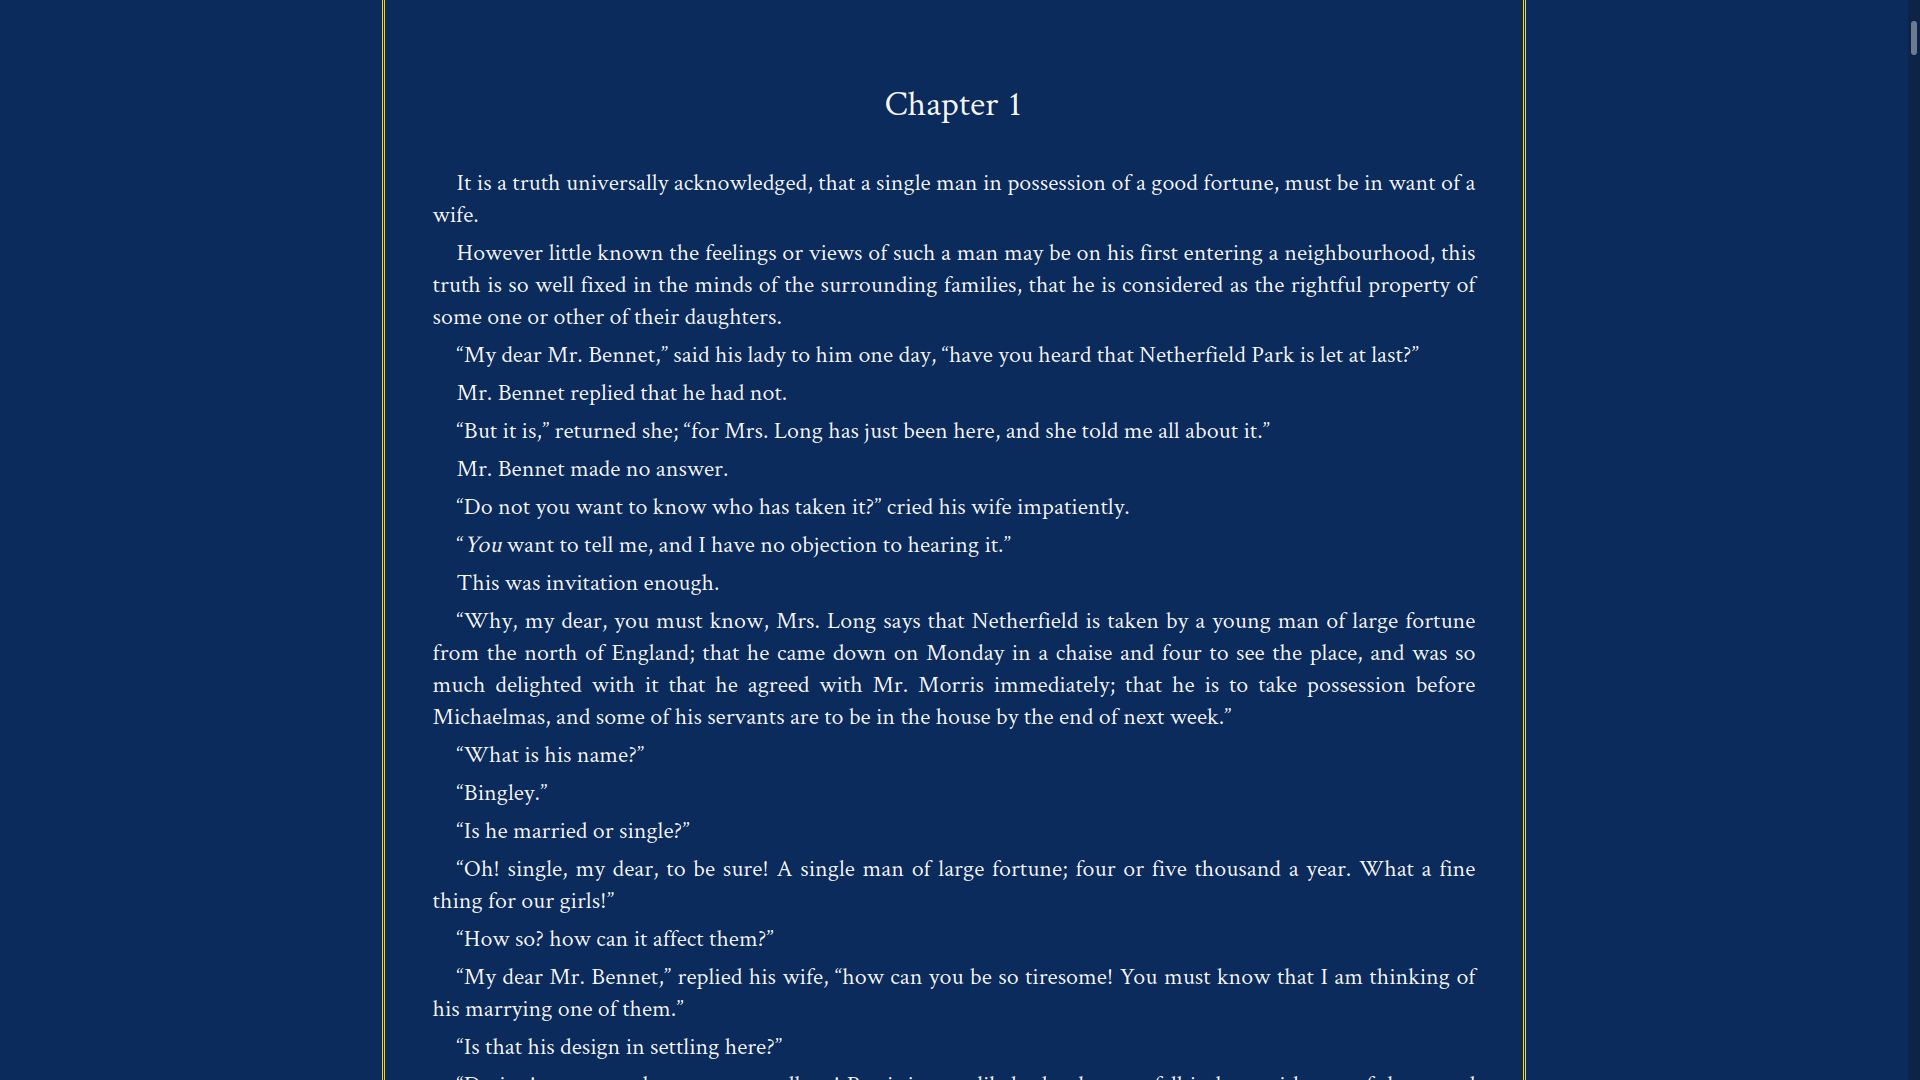 Chapter 1
It is a truth universally acknowledged, that a single man in possession of a good fortune, must be in want of a
wife.
However little known the feelings or views of such a man may be on his first entering a neighbourhood, this
truth is so well fixed in the minds of the surrounding families, that he is considered as the rightful property of
some one or other of their daughters.
“My dear Mr. Bennet,” said his lady to him one day, “have you heard that Netherfield Park is let at last?”
Mr. Bennet replied that he had not.
“But it is,” returned she; “for Mrs. Long has just been here, and she told me all about it.”
Mr. Bennet made no answer.
“Do not you want to know who has taken it?” cried his wife impatiently.
“You want to tell me, and I have no objection to hearing it.”
This was invitation enough.
“Why, my dear, you must know, Mrs. Long says that Netherfield is taken by a young man of large fortune
from the north of England; that he came down on Monday in a chaise and four to see the place, and was so
much delighted with it that he agreed with Mr. Morris immediately; that he is to take possession before
Michaelmas, and some of his servants are to be in the house by the end of next week.”
“What is his name?”
“Bingley.”
“Is he married or single?”
“Oh! single, my dear, to be sure! A single man of large fortune; four or five thousand a year. What a fine
thing for our girls!”
“How so? how can it affect them?”
“My dear Mr. Bennet,” replied his wife, “how can you be so tiresome! You must know that I am thinking of
his marrying one of them.”
“Is that his design in settling here?”